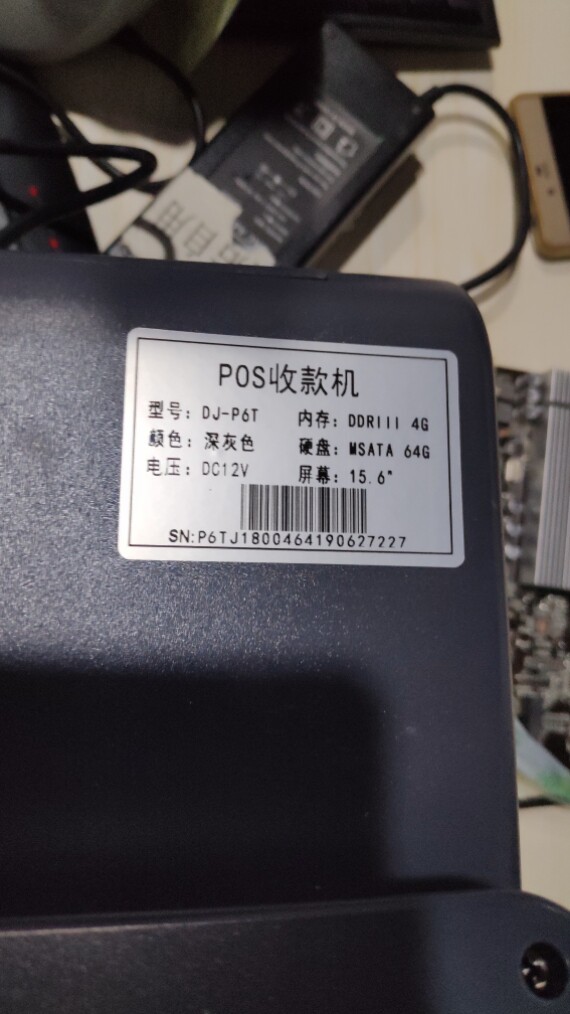 POS收款机
型号：DJ-P6T 内存：DDRIII 4G
颜色：深灰色 硬盘：MSATA 64G
电压：DC12V 屏幕：15.6"
SN:P6TJ1800464190627227